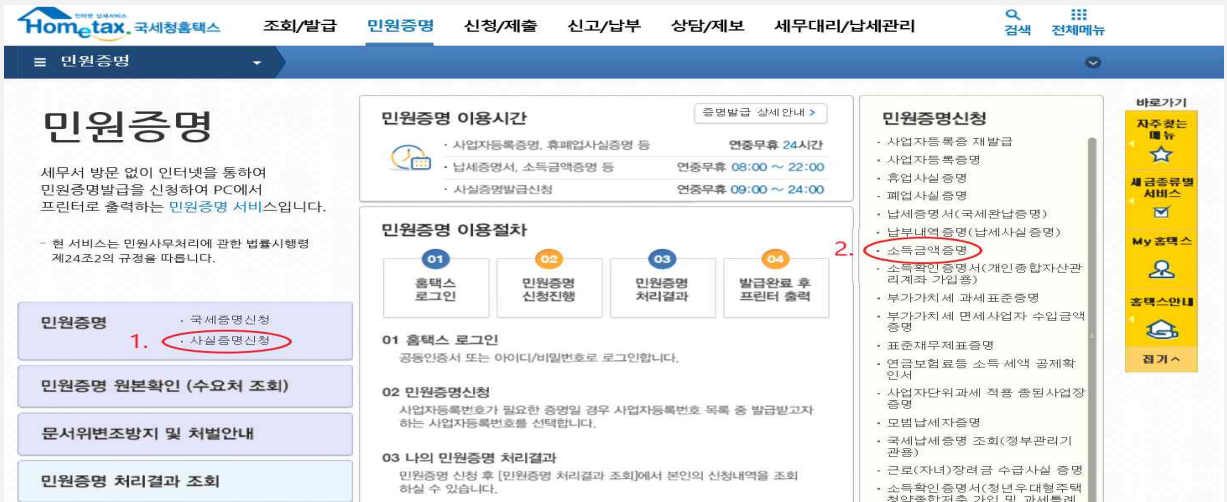 인터넷 납세서비스
Hometax. 국세청홈택스
조회/발급
민원증명
신청/제출
신고/납부
상담/제보
세무대리/납세관리
검색
전체메뉴
민원증명
민원증명
세무서 방문 없이 인터넷을 통하여
민원증명발급을 신청하여 PC에서
프린터로 출력하는 민원증명 서비스입니다.
- 현 서비스는 민원사무처리에 관한 법률시행령
제24조2의 규정을 따릅니다.
민원증명
· 국세증명신청
1.
· 사실증명신청
민원증명 원본확인 (수요처 조회)
문서위변조방지 및 처벌안내
민원증명 처리결과 조회
민원증명 이용시간
증명발급 상세안내 >
· 사업자등록증명, 휴폐업사실증명 등 연중무휴 24시간
· 납세증명서, 소득금액증명 등 연중무휴 08:00 ~ 22:00
· 사실증명발급신청 연중무휴 09:00 ~ 24:00
민원증명 이용절차
01
홈택스
로그인
02
민원증명
신청진행
03
민원증명
처리결과
04
발급완료 후
프린터 출력
01 홈택스 로그인
공동인증서 또는 아이디/비밀번호로 로그인합니다.
02 민원증명신청
사업자등록번호가 필요한 증명일 경우 사업자등록번호 목록 중 발급받고자
하는 사업자등록번호를 선택합니다.
03 나의 민원증명 처리결과
민원증명 신청 후 [민원증명 처리결과 조회]에서 본인의 신청내역을 조회
하실 수 있습니다.
민원증명신청
· 사업자등록증 재발급
· 사업자등록증명
· 휴업사실증명
· 폐업사실증명
· 납세증명서(국세완납증명)
· 납부내역증명(납세사실증명)
2.
· 소득금액증명
· 소득확인증명서(개인종합자산관
리계좌 가입용)
· 부가가치세 과세표준증명
· 부가가치세 면세사업자 수입금액
증명
· 표준재무제표증명
· 연금보험료등 소득·세액 공제확
인서
· 사업자단위과세 적용 종된사업장
증명
· 모범납세자증명
· 국세납세증명 조회(정부관리기
관용)
· 근로(자녀)장려금 수급사실 증명
· 소득확인증명서(청년우대형주택
청약종합저축 가입 및 과세특례
바로가기
자주찾는
메뉴
세금종류별
서비스
My홈택스
홈택스안내
접기 ^